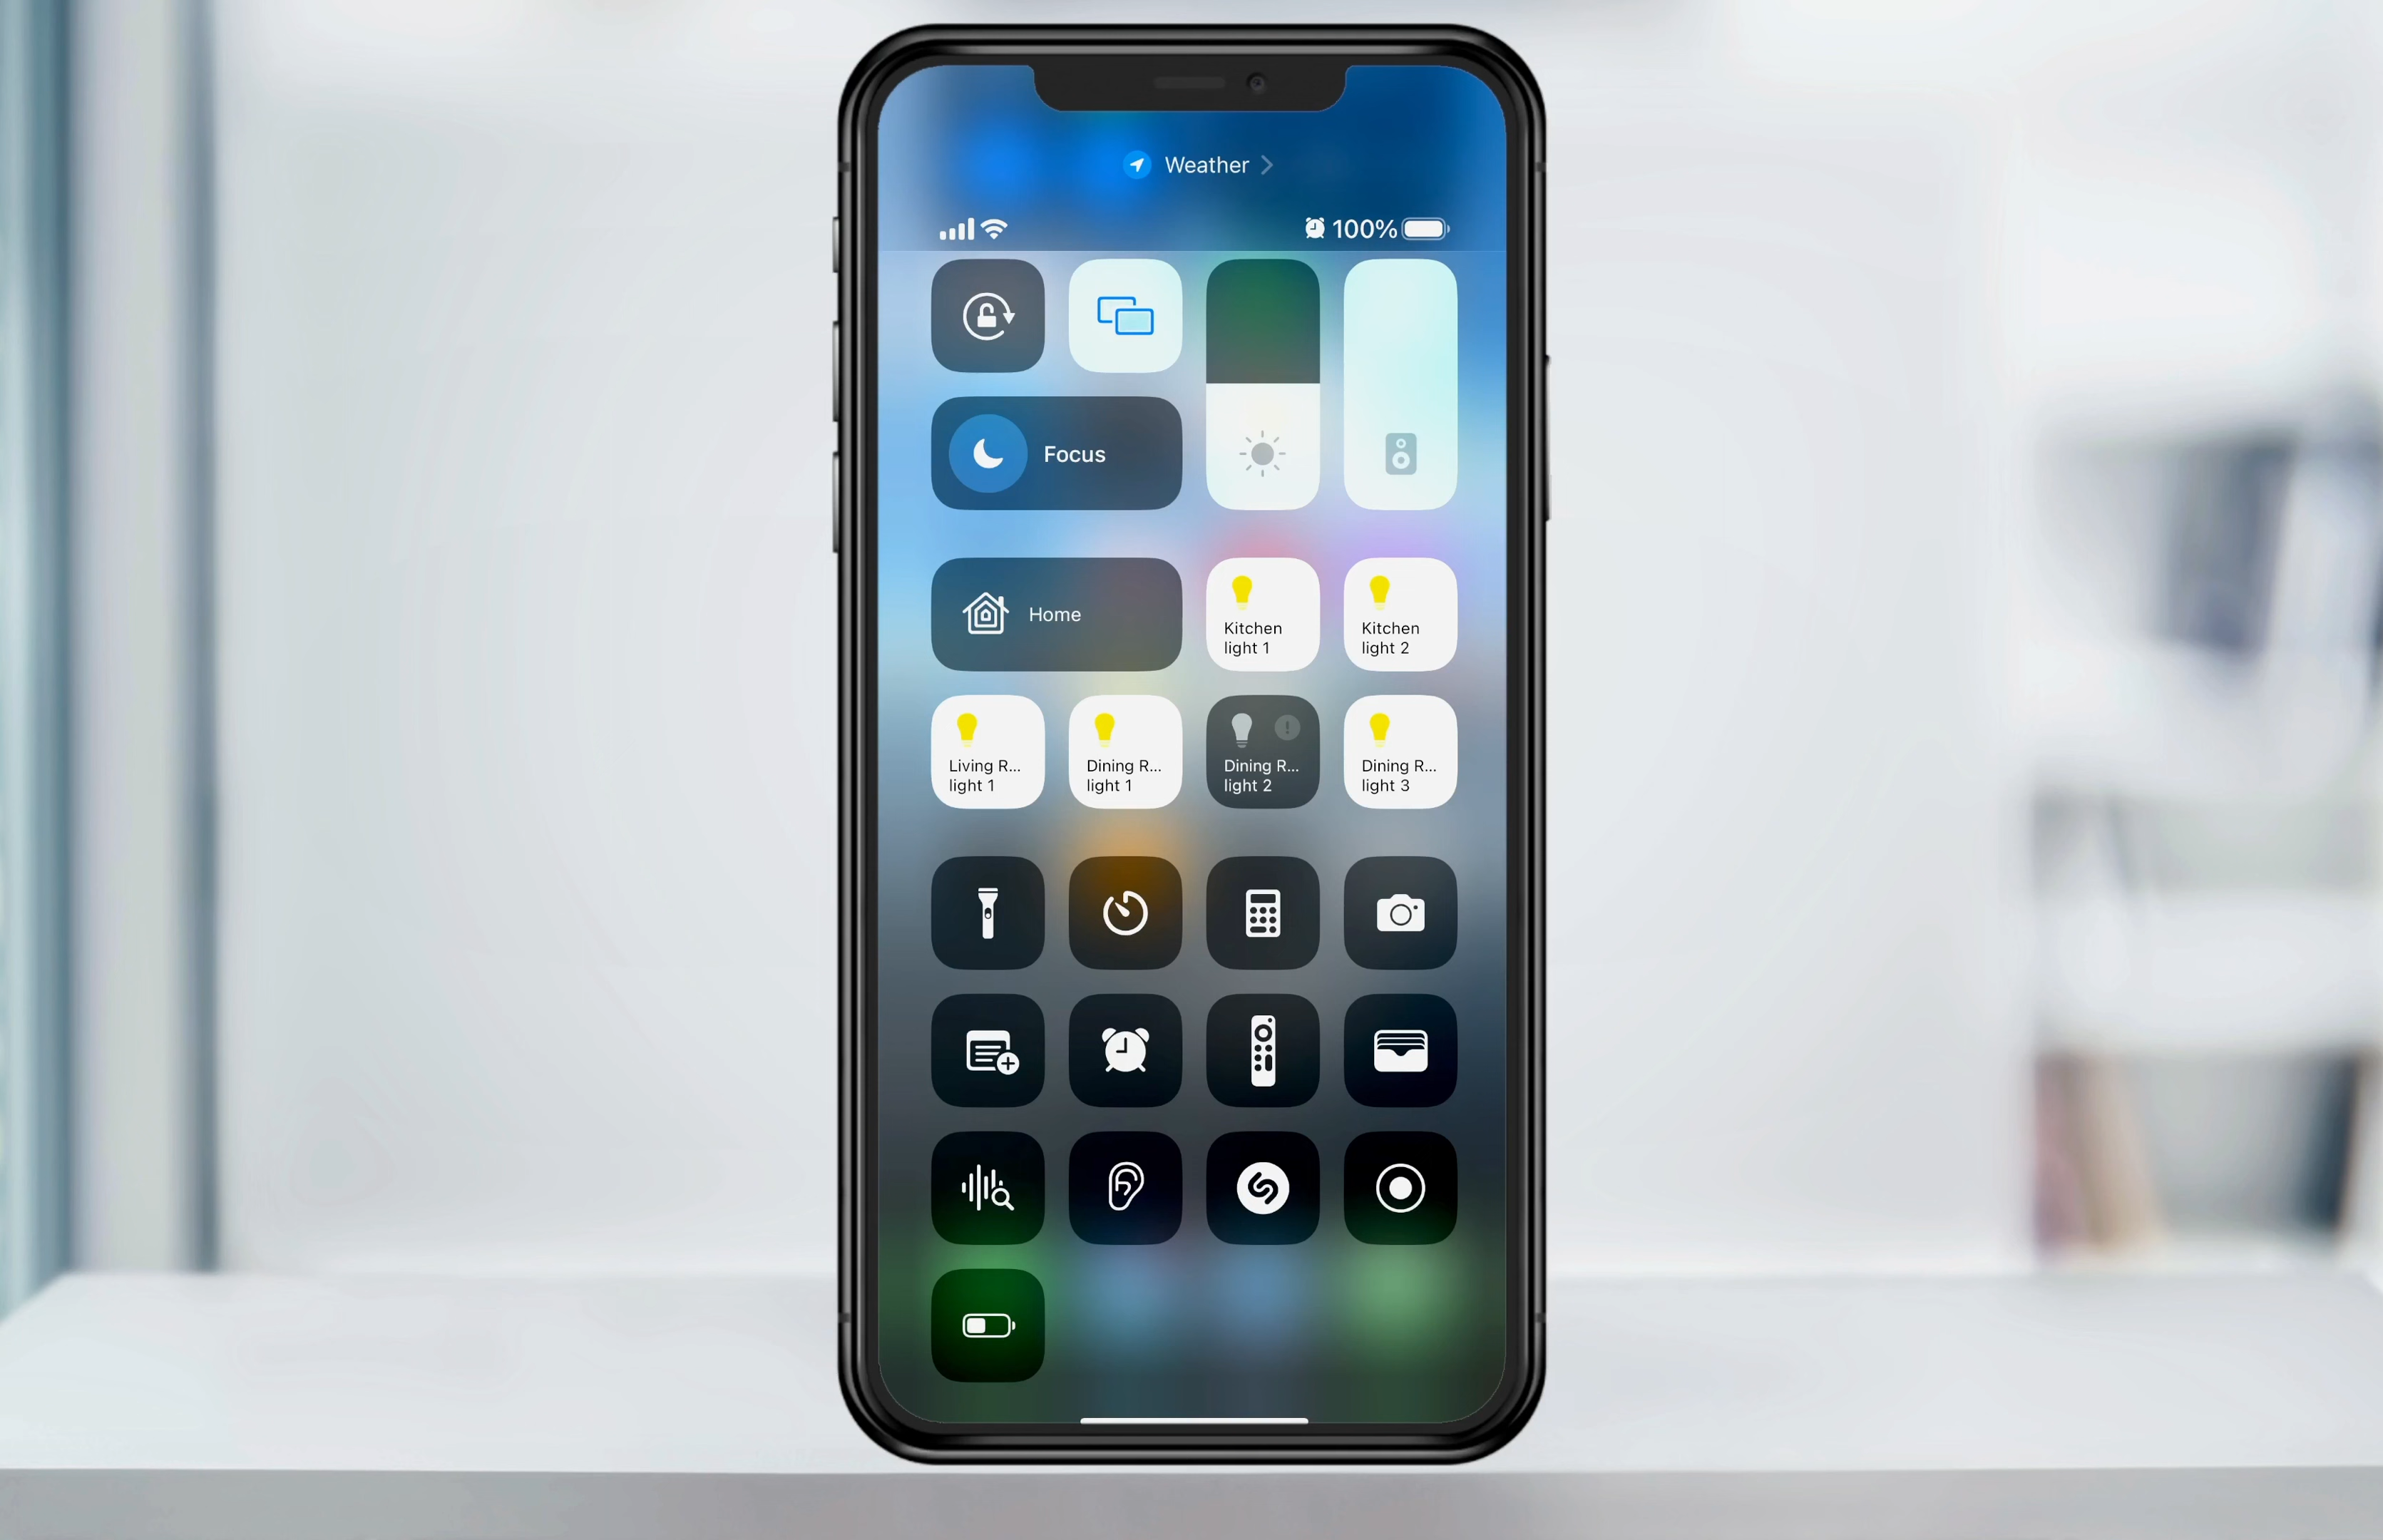 Weather
100%
Focus
Home
Kitchen
light 1
Kitchen
light 2
Living R...
light 1
Dining R...
light 1
Dining R...
light 2
Dining R...
light 3